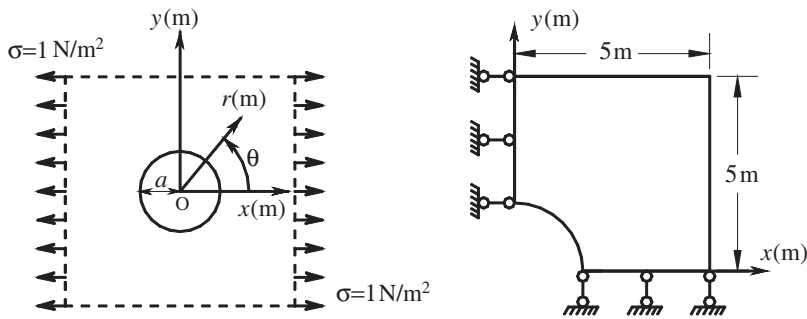 y(m)
σ=1 N/m²
r(m)
θ
a
O
x(m)
σ=1N/m²
y(m)
5m
5m
x(m)